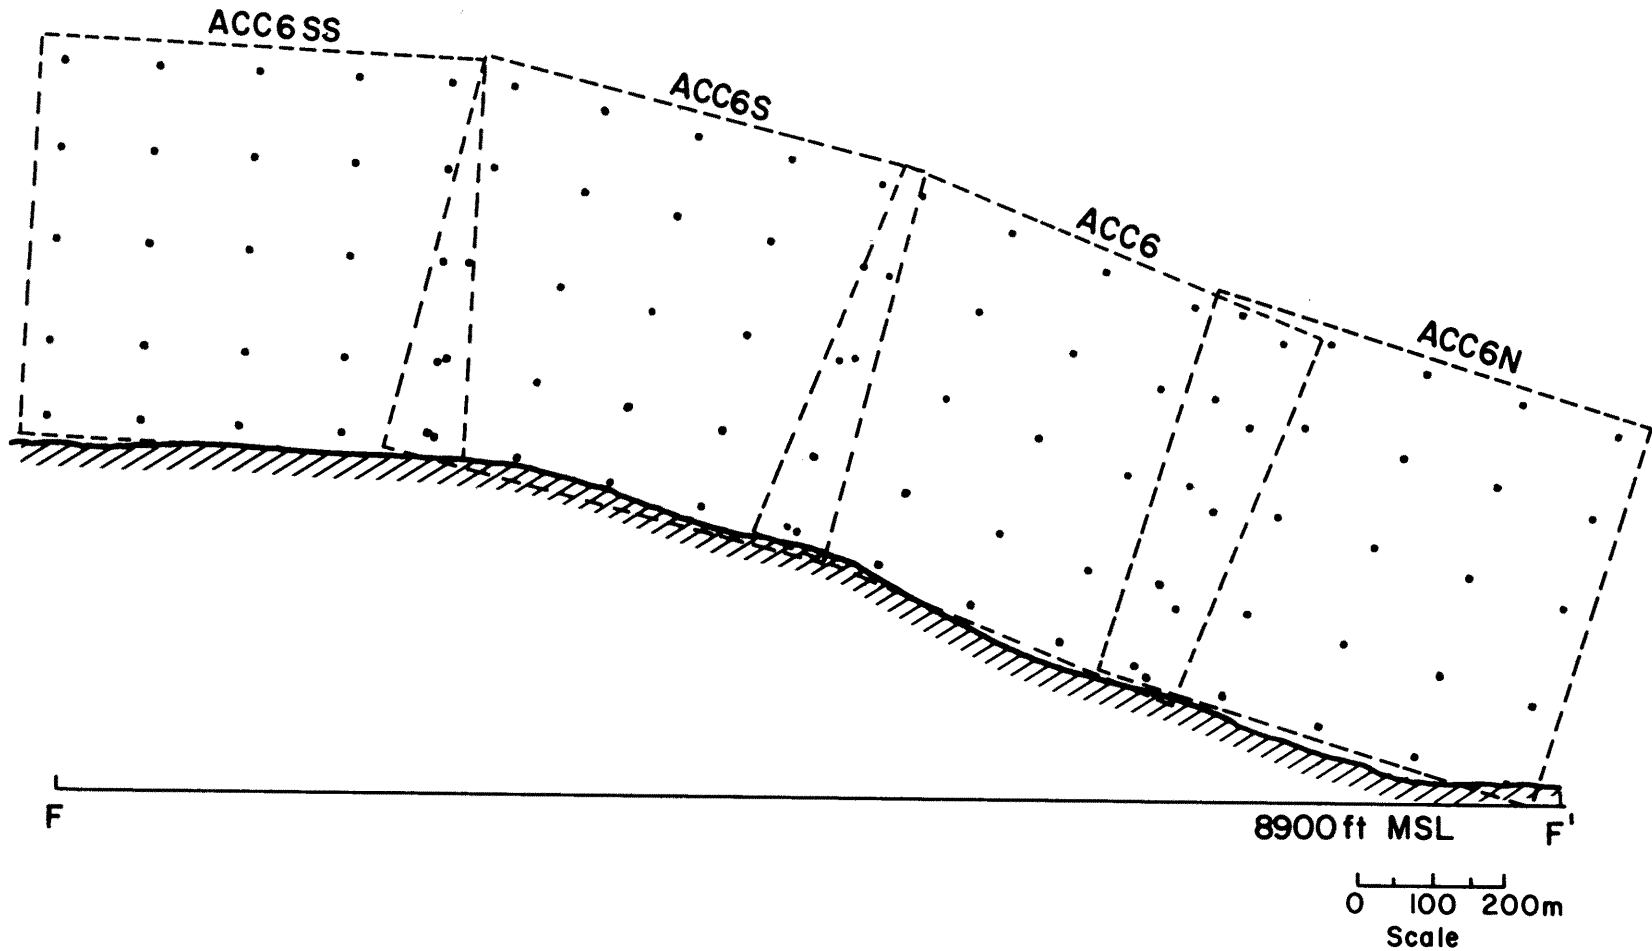 ACC6SS
ACC6S
ACC6
ACC6N
F
8900ft MSL
F'
0 100 200m
Scale